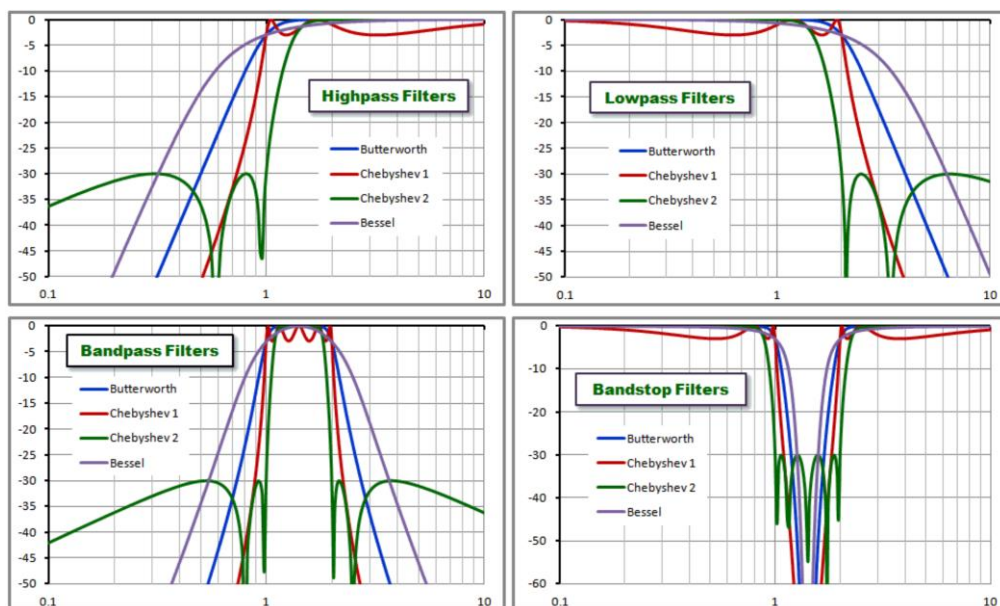 Highpass Filters
0
-5
-10
-15
-20
-25
-30
-35
-40
-45
-50
Butterworth
Chebyshev 1
Chebyshev 2
Bessel
0.1 1 10
Lowpass Filters
0
-5
-10
-15
-20
-25
-30
-35
-40
-45
-50
Butterworth
Chebyshev 1
Chebyshev 2
Bessel
0.1 1 10
Bandpass Filters
0
-5
-10
-15
-20
-25
-30
-35
-40
-45
-50
Butterworth
Chebyshev 1
Chebyshev 2
Bessel
0.1 1 10
Bandstop Filters
0
-10
-20
-30
-40
-50
-60
Butterworth
Chebyshev 1
Chebyshev 2
Bessel
0.1 1 10